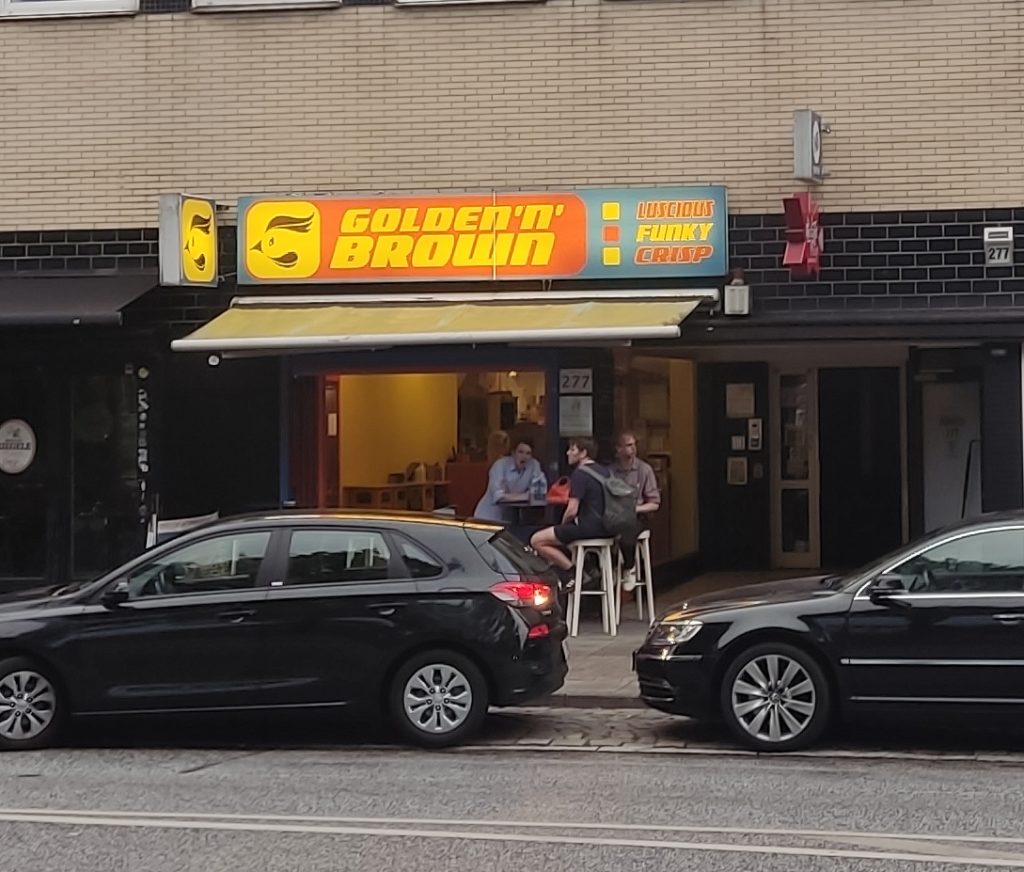 GOLDEN'N'
BROWN
LUSCIOUS
FUNKY
CRISP
277
277